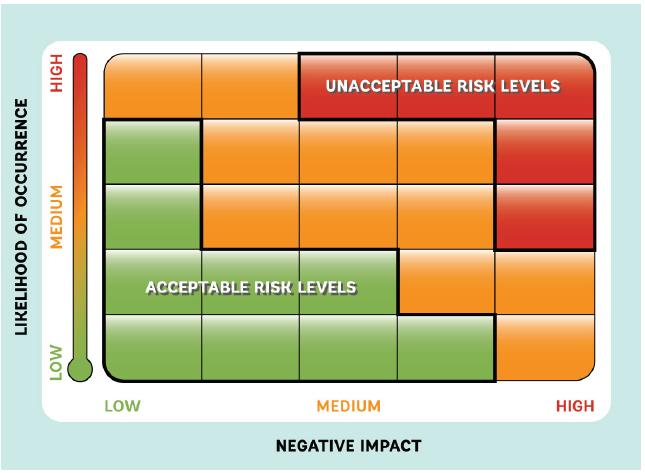 LIKELIHOOD OF OCCURRENCE
HIGH
MEDIUM
LOW
UNACCEPTABLE RISK LEVELS
ACCEPTABLE RISK LEVELS
LOW
MEDIUM
HIGH
NEGATIVE IMPACT